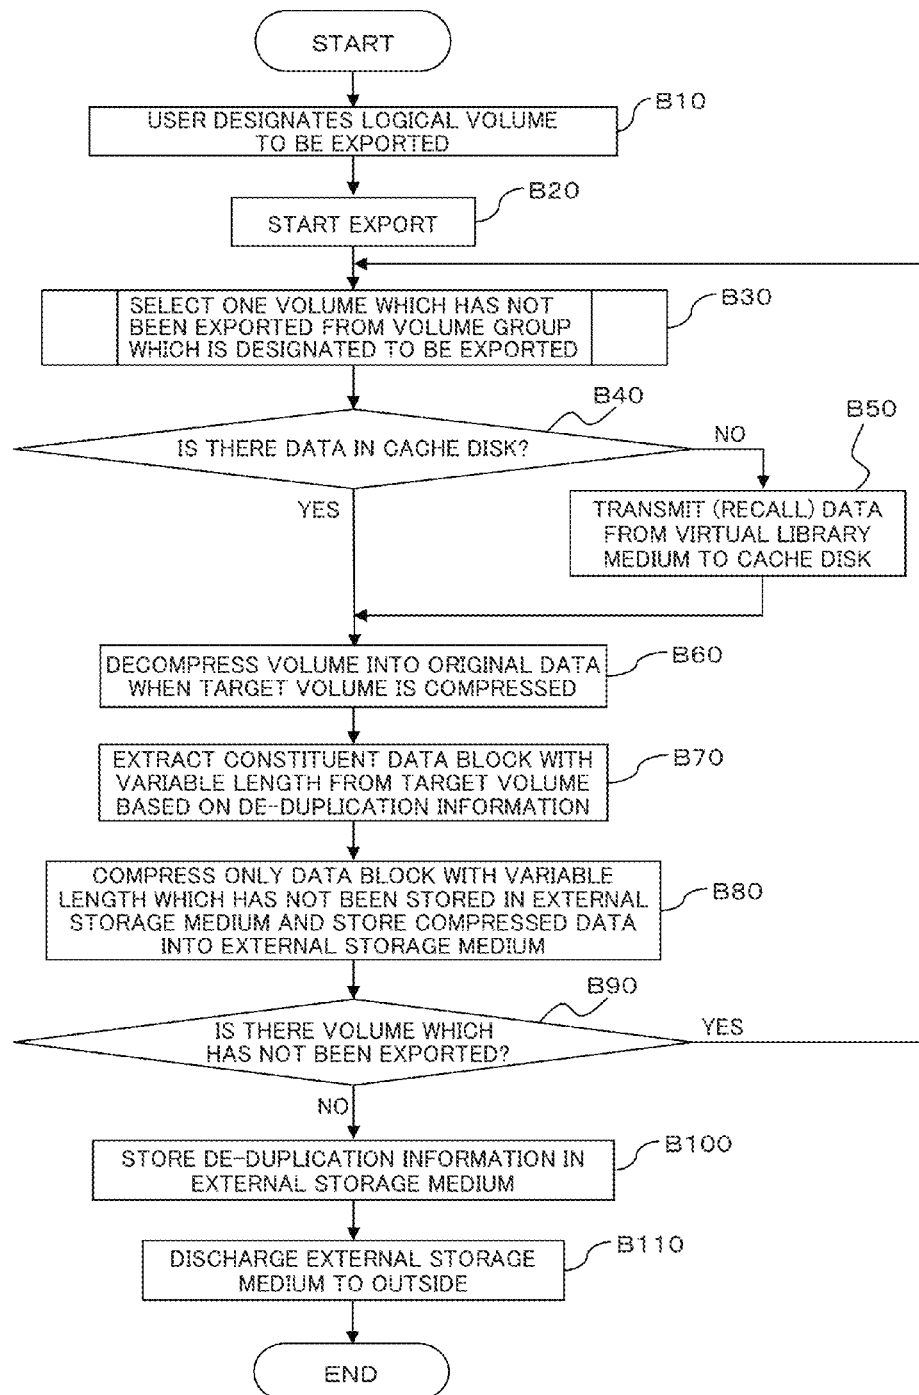 START
B10
USER DESIGNATES LOGICAL VOLUME
TO BE EXPORTED
B20
START EXPORT
B30
SELECT ONE VOLUME WHICH HAS NOT
BEEN EXPORTED FROM VOLUME GROUP
WHICH IS DESIGNATED TO BE EXPORTED
B40
IS THERE DATA IN CACHE DISK?
NO
B50
YES
TRANSMIT (RECALL) DATA
FROM VIRTUAL LIBRARY
MEDIUM TO CACHE DISK
B60
DECOMPRESS VOLUME INTO ORIGINAL DATA
WHEN TARGET VOLUME IS COMPRESSED
B70
EXTRACT CONSTITUENT DATA BLOCK WITH
VARIABLE LENGTH FROM TARGET VOLUME
BASED ON DE-DUPLICATION INFORMATION
B80
COMPRESS ONLY DATA BLOCK WITH VARIABLE
LENGTH WHICH HAS NOT BEEN STORED IN EXTERNAL
STORAGE MEDIUM AND STORE COMPRESSED DATA
INTO EXTERNAL STORAGE MEDIUM
B90
IS THERE VOLUME WHICH
HAS NOT BEEN EXPORTED?
YES
NO
B100
STORE DE-DUPLICATION INFORMATION IN
EXTERNAL STORAGE MEDIUM
B110
DISCHARGE EXTERNAL STORAGE
MEDIUM TO OUTSIDE
END